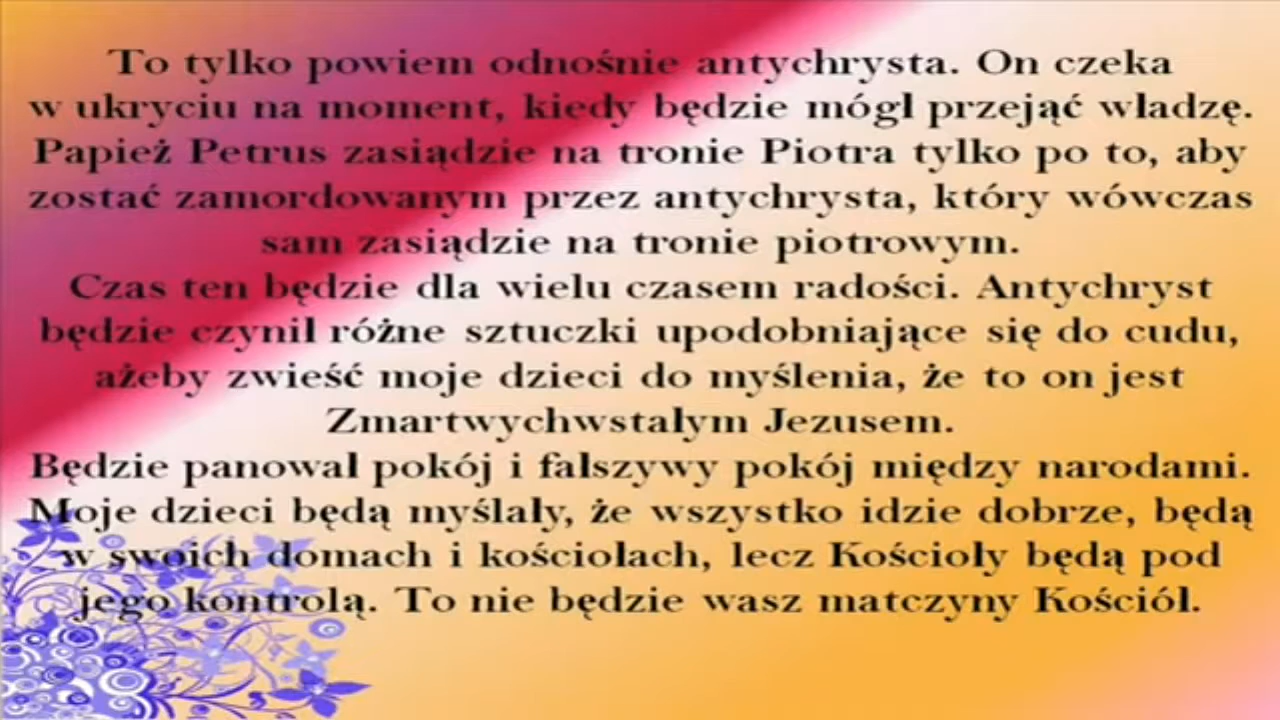 To tylko powiem odnośnie antychrysta. On czeka
w ukryciu na moment, kiedy będzie mógł przejąć władzę.
Papież Petrus zasiądzie na tronie Piotra tylko po to, aby
zostać zamordowanym przez antychrysta, który wówczas
sam zasiądzie na tronie piotrowym.
Czas ten będzie dla wielu czasem radości. Antychryst
będzie czynił różne sztuczki upodobniające się do cudu,
ażeby zwieść moje dzieci do myślenia, że to on jest
Zmartwychwstałym Jezusem.
Będzie panował pokój i fałszywy pokój między narodami.
Moje dzieci będą myślały, że wszystko idzie dobrze, będą
w swoich domach i kościołach, lecz Kościoły będą pod
jego kontrolą. To nie będzie wasz matczyny Kościół.